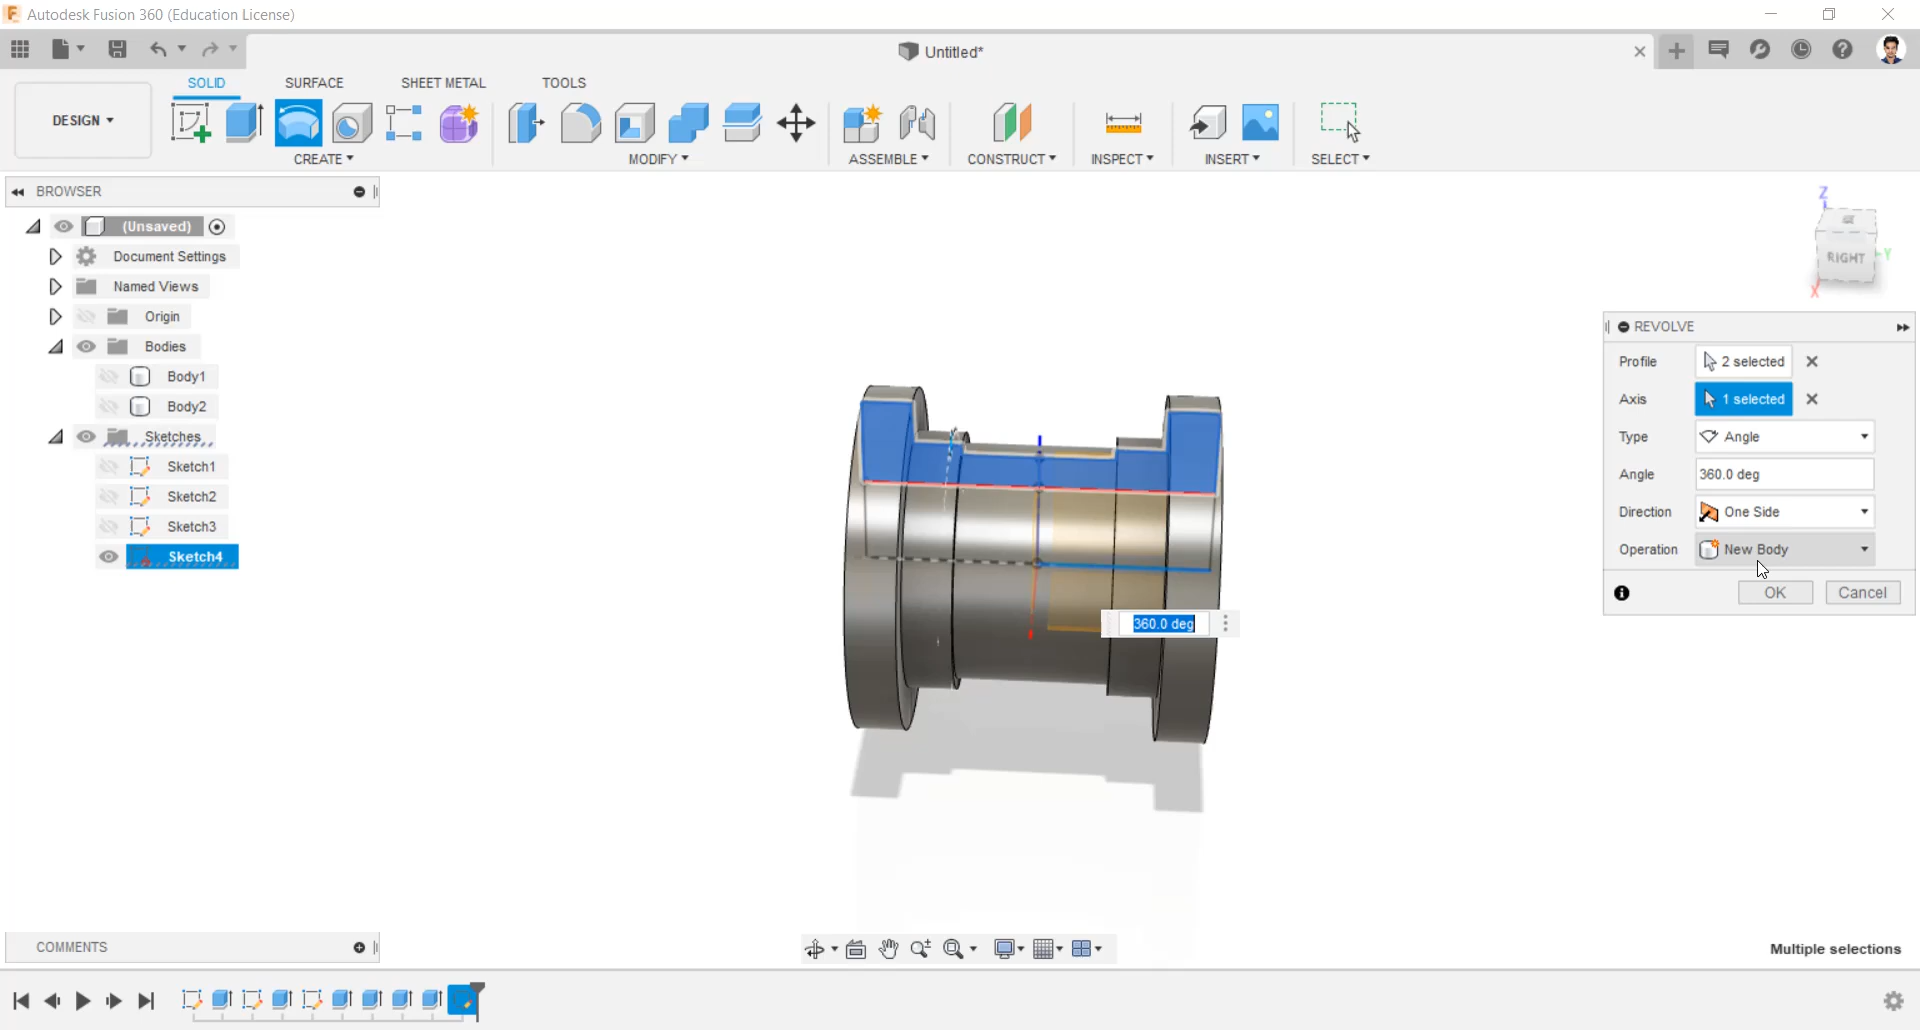 Autodesk Fusion 360 (Education License)
Untitled*
SOLID SURFACE SHEET METAL TOOLS
DESIGN
CREATE MODIFY ASSEMBLE CONSTRUCT INSPECT INSERT SELECT
BROWSER
(Unsaved)
Document Settings
Named Views
Origin
Bodies
Body1
Body2
Sketches
Sketch1
Sketch2
Sketch3
Sketch4
Z
RIGHT
Y
X
REVOLVE
Profile 2 selected
Axis 1 selected
Type Angle
Angle 360.0 deg
Direction One Side
Operation New Body
OK Cancel
360.0 deg
COMMENTS
Multiple selections